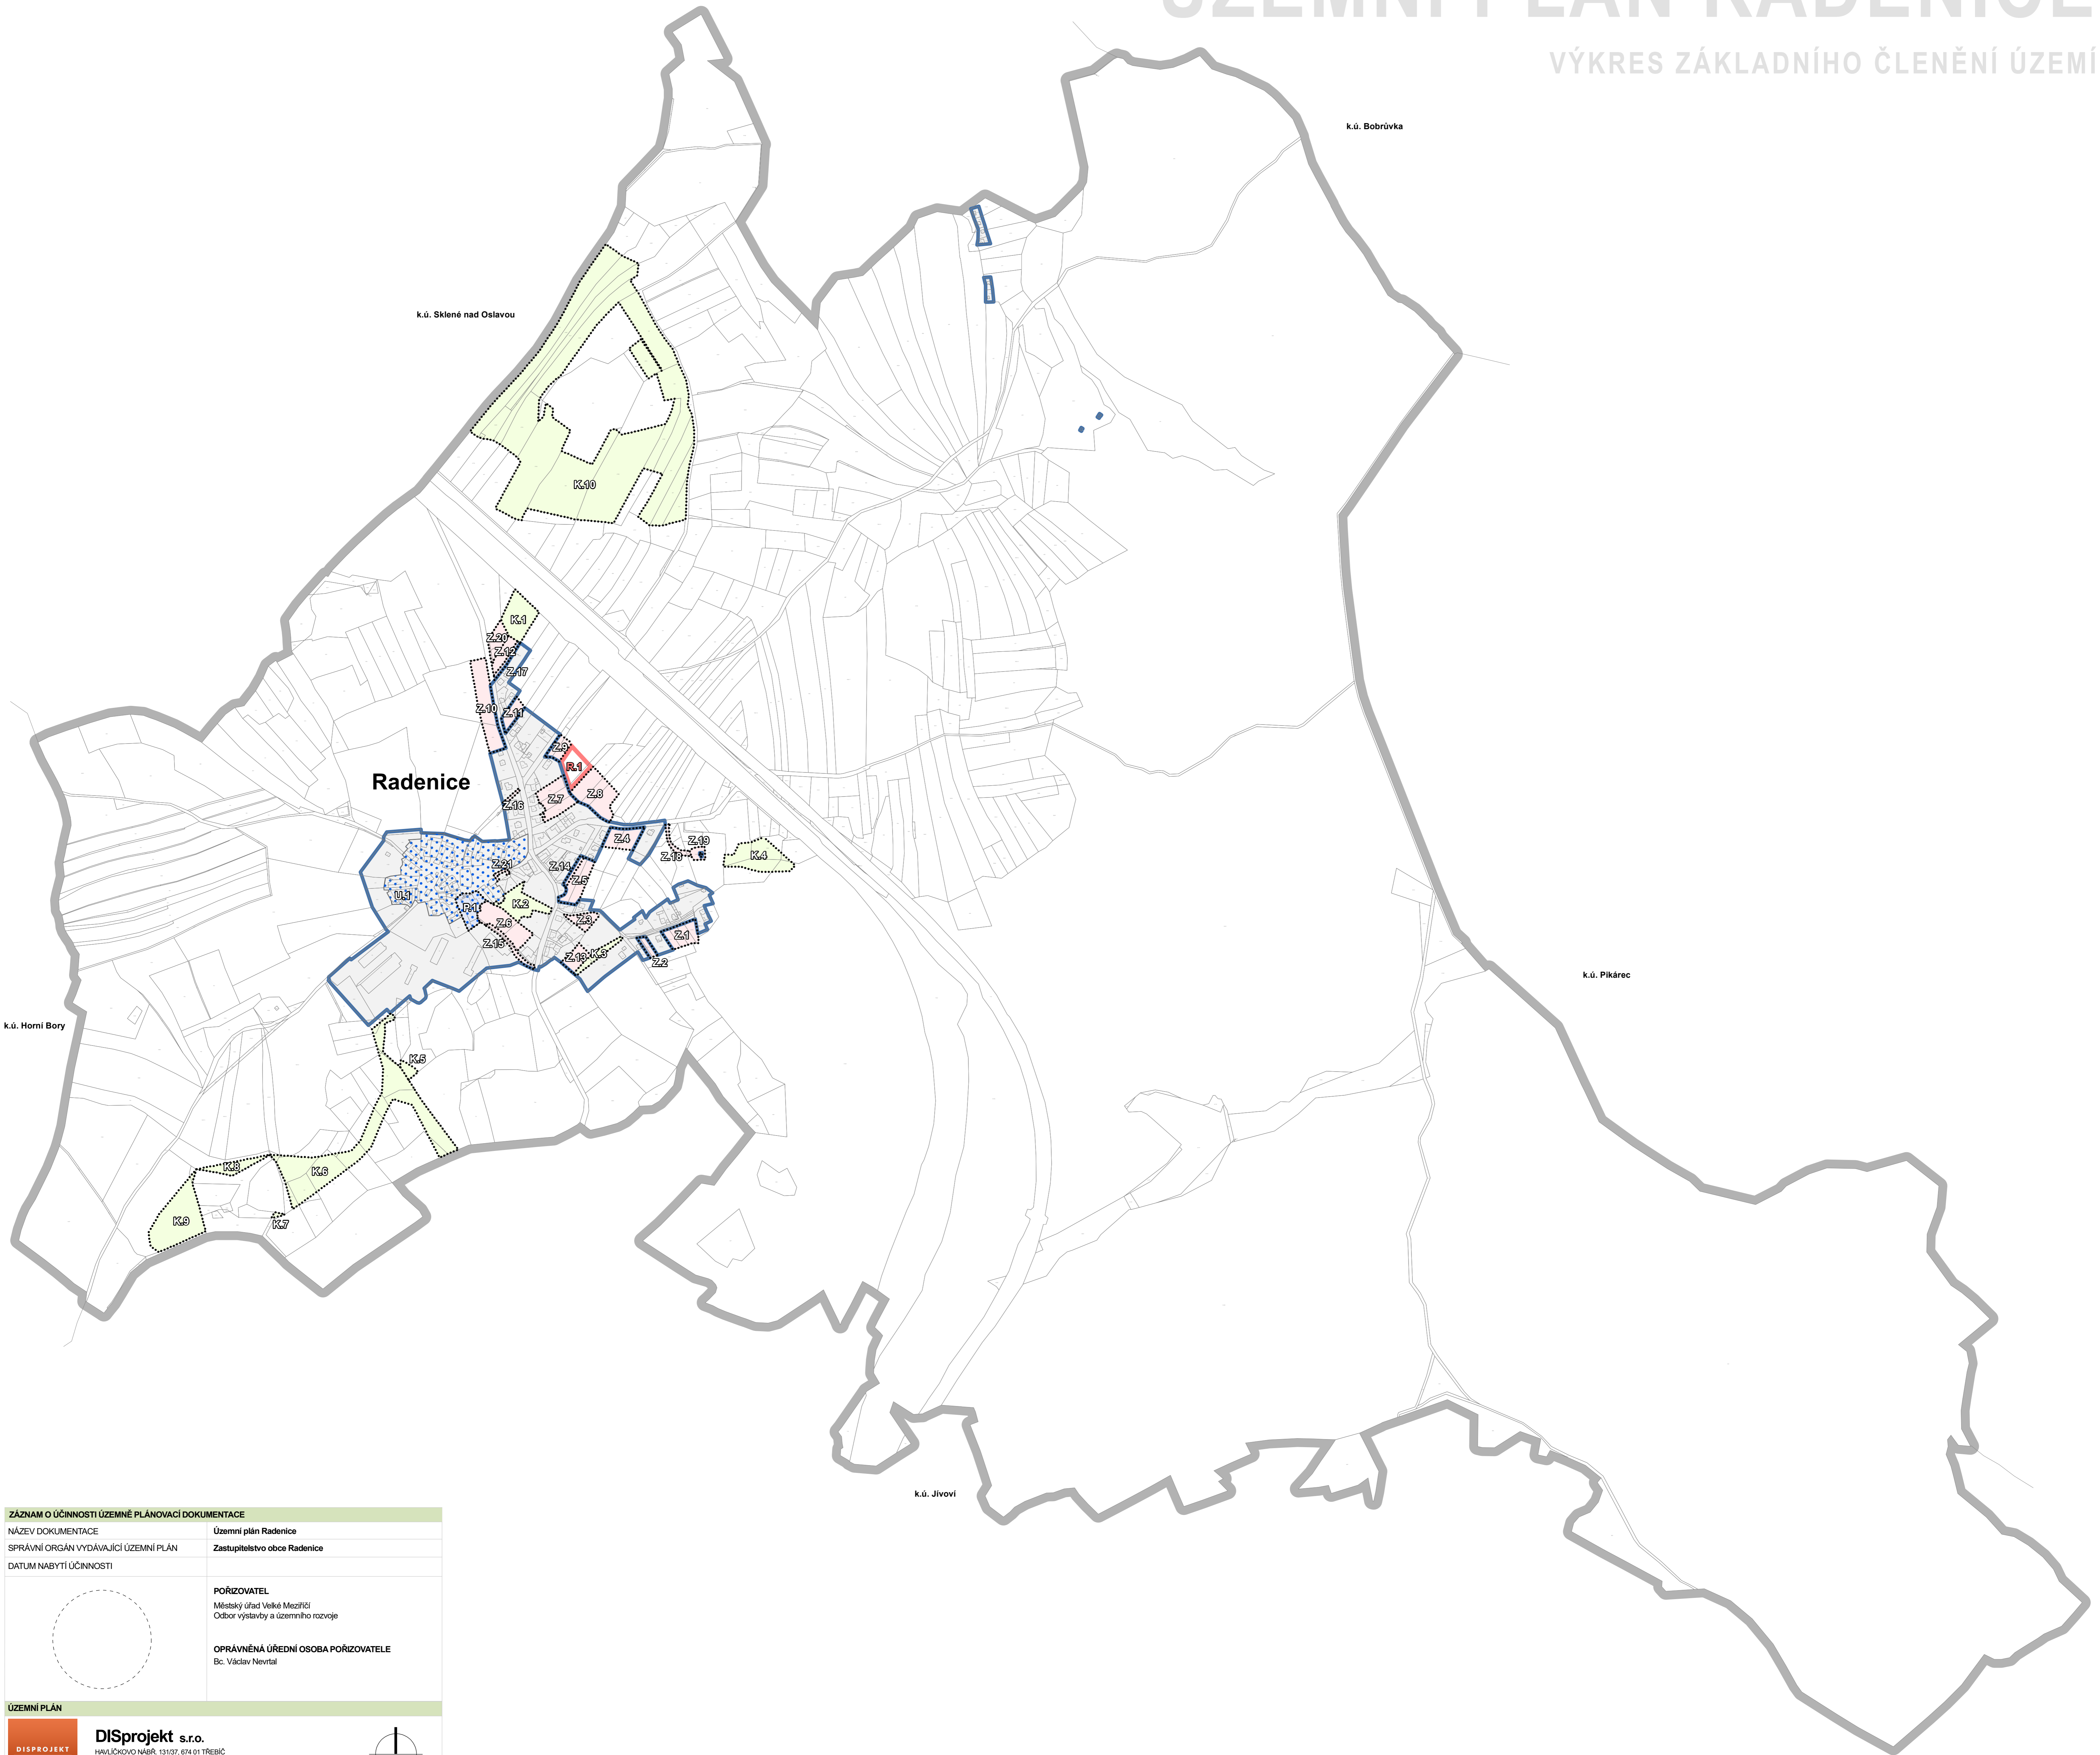 ÚZEMNÍ PLÁN RADENICE
VÝKRES ZÁKLADNÍHO ČLENĚNÍ ÚZEMÍ
k.ú. Bobrůvka
k.ú. Sklené nad Oslavou
K.10
K.1
Z.20
Z.12
Z.17
Z.10
Z.11
Z.9
R.1
Radenice
Z.8
Z.7
Z.16
Z.4
Z.19
Z.18
K.4
Z.14
Z.21
Z.5
U.1
P.1
K.2
Z.3
Z.6
Z.1
Z.15
Z.13
K.3
Z.2
k.ú. Pikárec
k.ú. Horní Bory
K.5
K.8
K.6
K.9
K.7
k.ú. Jívoví
ZÁZNAM O ÚČINNOSTI ÚZEMNĚ PLÁNOVACÍ DOKUMENTACE
NÁZEV DOKUMENTACE Územní plán Radenice
SPRÁVNÍ ORGÁN VYDÁVAJÍCÍ ÚZEMNÍ PLÁN Zastupitelstvo obce Radenice
DATUM NABYTÍ ÚČINNOSTI
POŘIZOVATEL
Městský úřad Velké Meziříčí
Odbor výstavby a územního rozvoje
OPRÁVNĚNÁ ÚŘEDNÍ OSOBA POŘIZOVATELE
Bc. Václav Nevrtal
ÚZEMNÍ PLÁN
DISPROJEKT
DISprojekt s.r.o.
HAVLÍČKOVO NÁBŘ. 131/37, 674 01 TŘEBÍČ